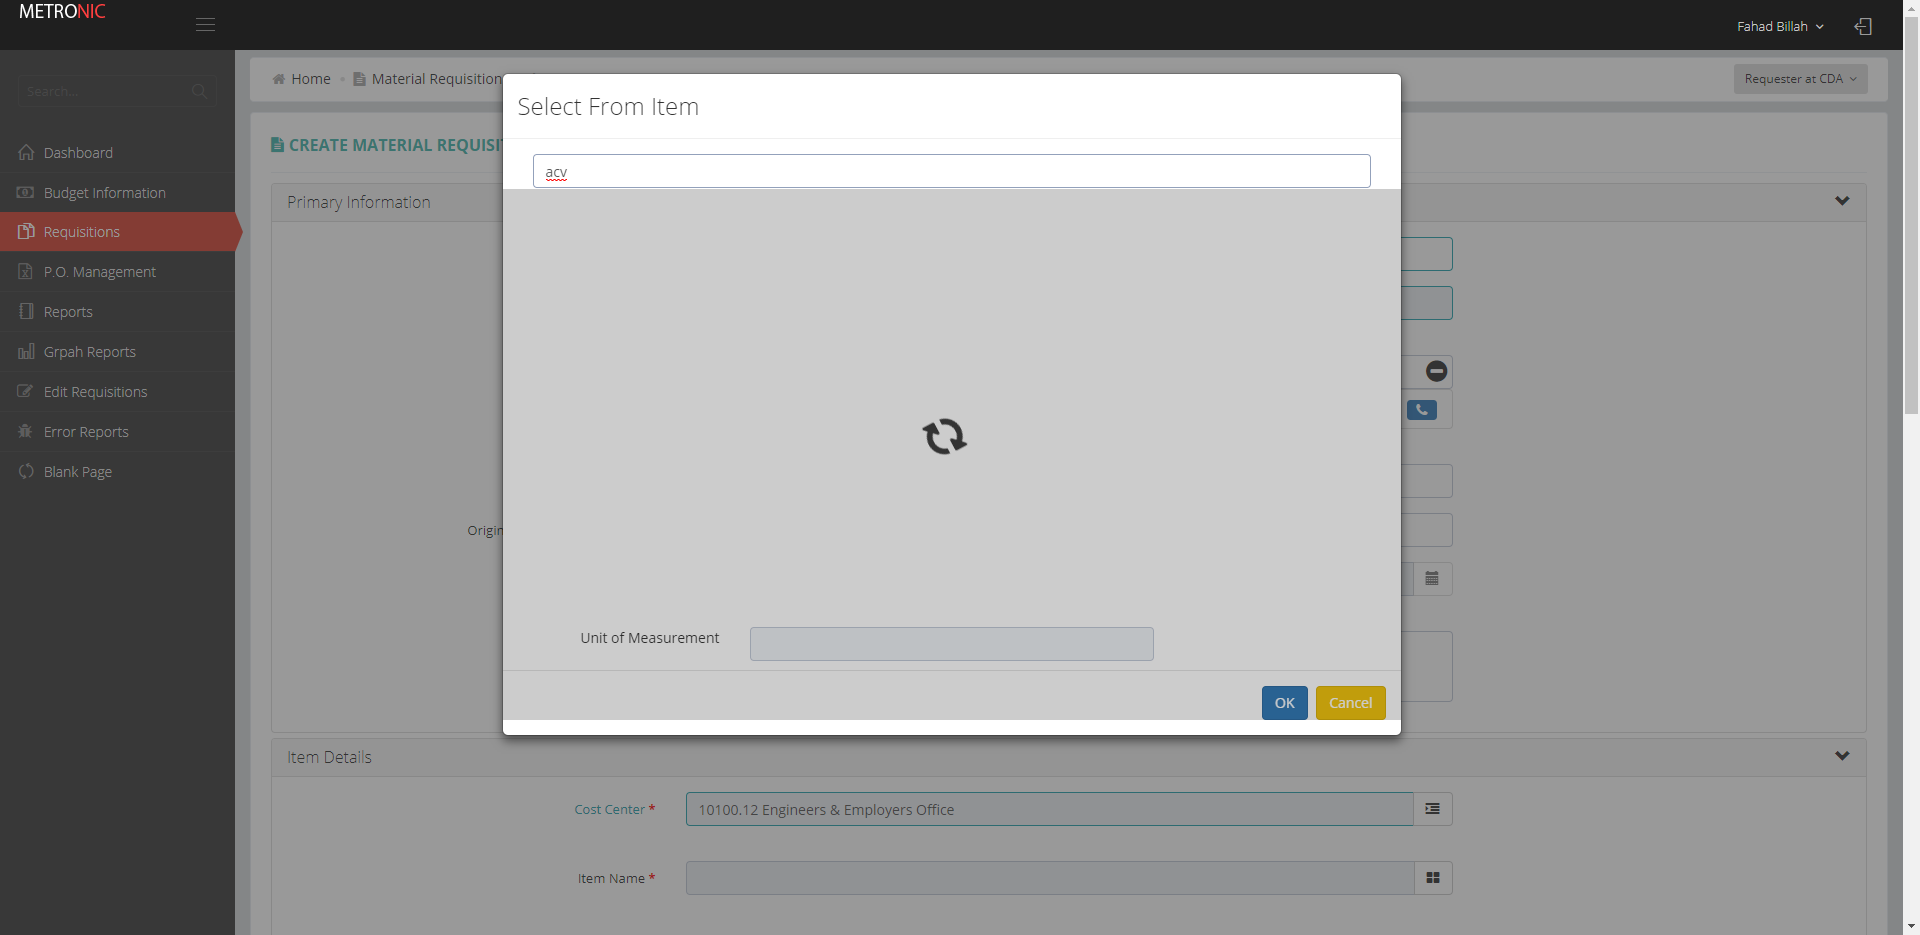 METRONIC
Fahad Billah
Search...
Home
Material Requisition
Requester at CDA
Select From Item
CREATE MATERIAL REQUISI
acv
Dashboard
Budget Information
Primary Information
Requisitions
P.O. Management
Reports
Grpah Reports
Edit Requisitions
Error Reports
Blank Page
Origin
Unit of Measurement
OK
Cancel
Item Details
Cost Center *
10100.12 Engineers & Employers Office
Item Name *